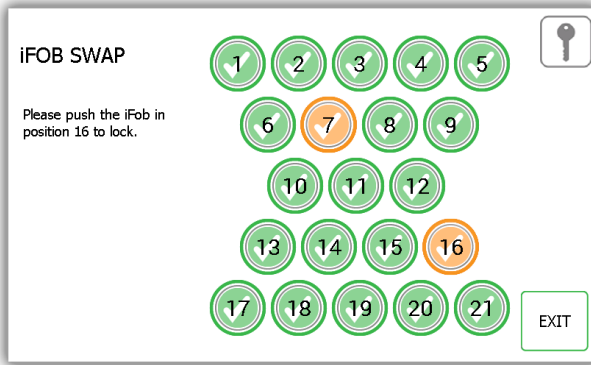 iFOB SWAP
Please push the iFob in
position 16 to lock.
1 2 3 4 5
6 7 8 9
10 11 12
13 14 15 16
17 18 19 20 21
EXIT